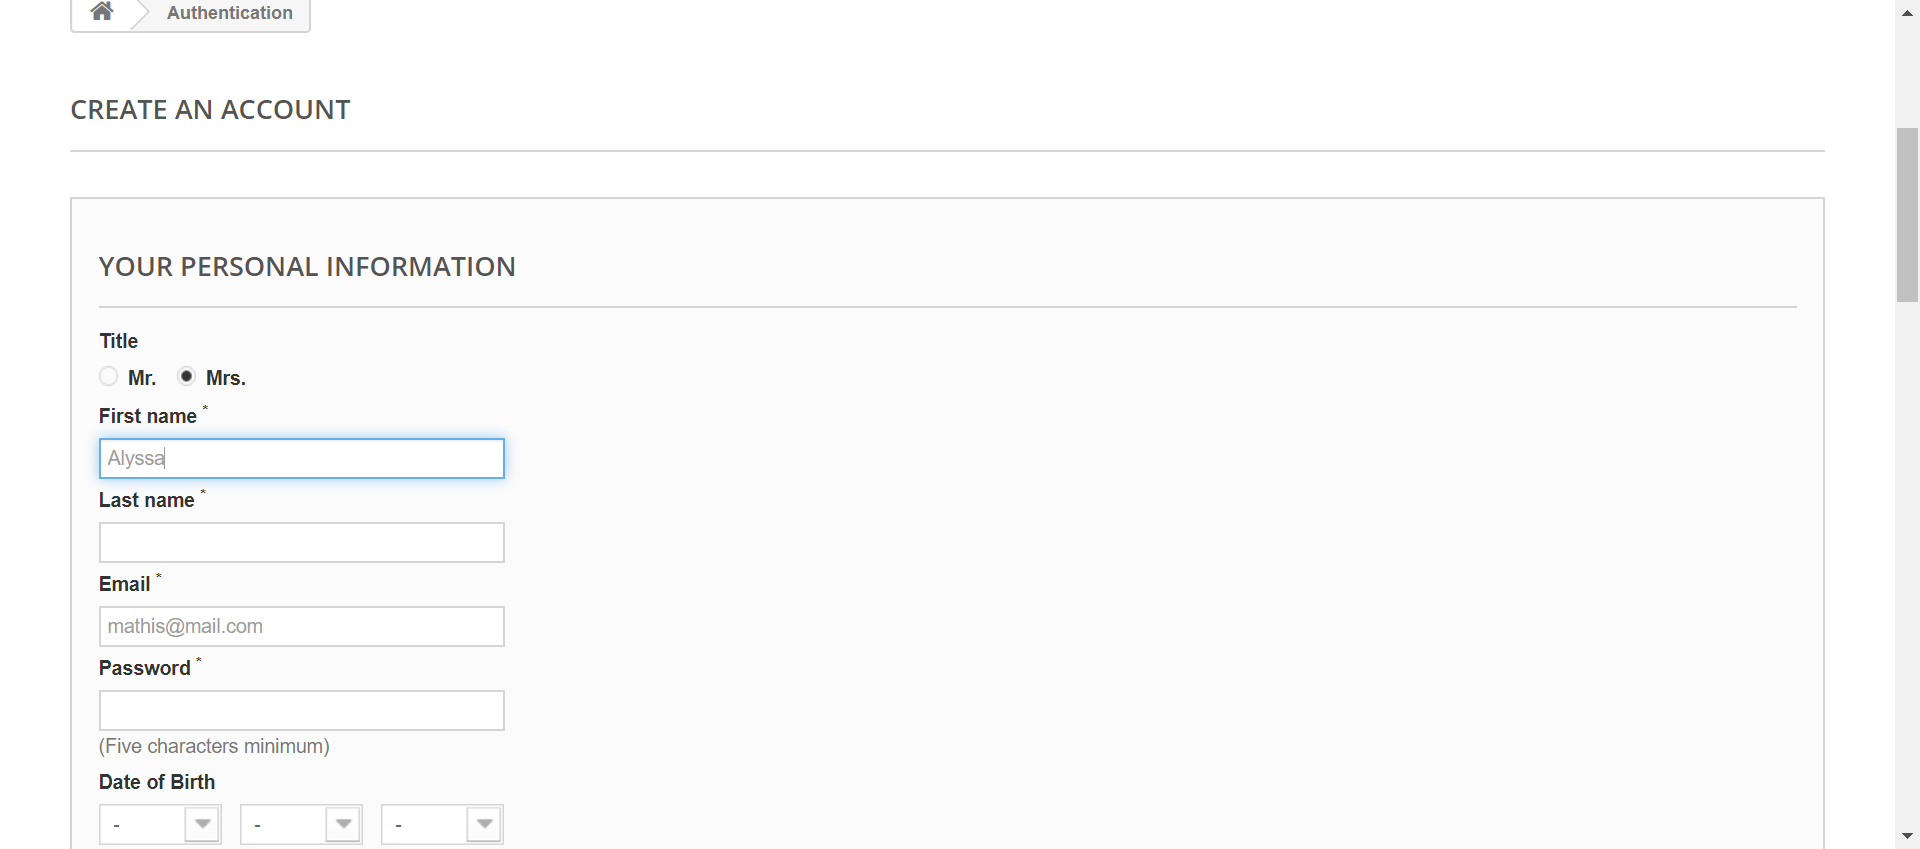 Authentication
CREATE AN ACCOUNT
YOUR PERSONAL INFORMATION
Title
Mr. Mrs.
First name *
Alyssa
Last name *
Email *
mathis@mail.com
Password *
(Five characters minimum)
Date of Birth
- - -